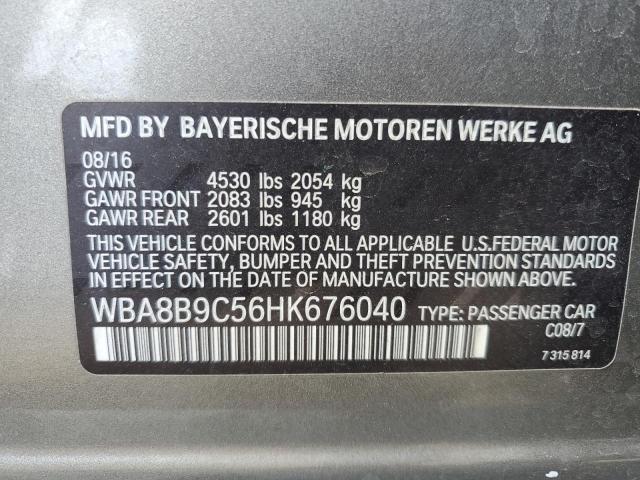 MFD BY BAYERISCHE MOTOREN WERKE AG
08/16
GVWR 4530 lbs 2054 kg
GAWR FRONT 2083 lbs 945 kg
GAWR REAR 2601 lbs 1180 kg
THIS VEHICLE CONFORMS TO ALL APPLICABLE U.S.FEDERAL MOTOR
VEHICLE SAFETY, BUMPER AND THEFT PREVENTION STANDARDS
IN EFFECT ON THE DATE OF MANUFACTURE SHOWN ABOVE.
WBA8B9C56HK676040 TYPE: PASSENGER CAR
C08/7
7 315 814